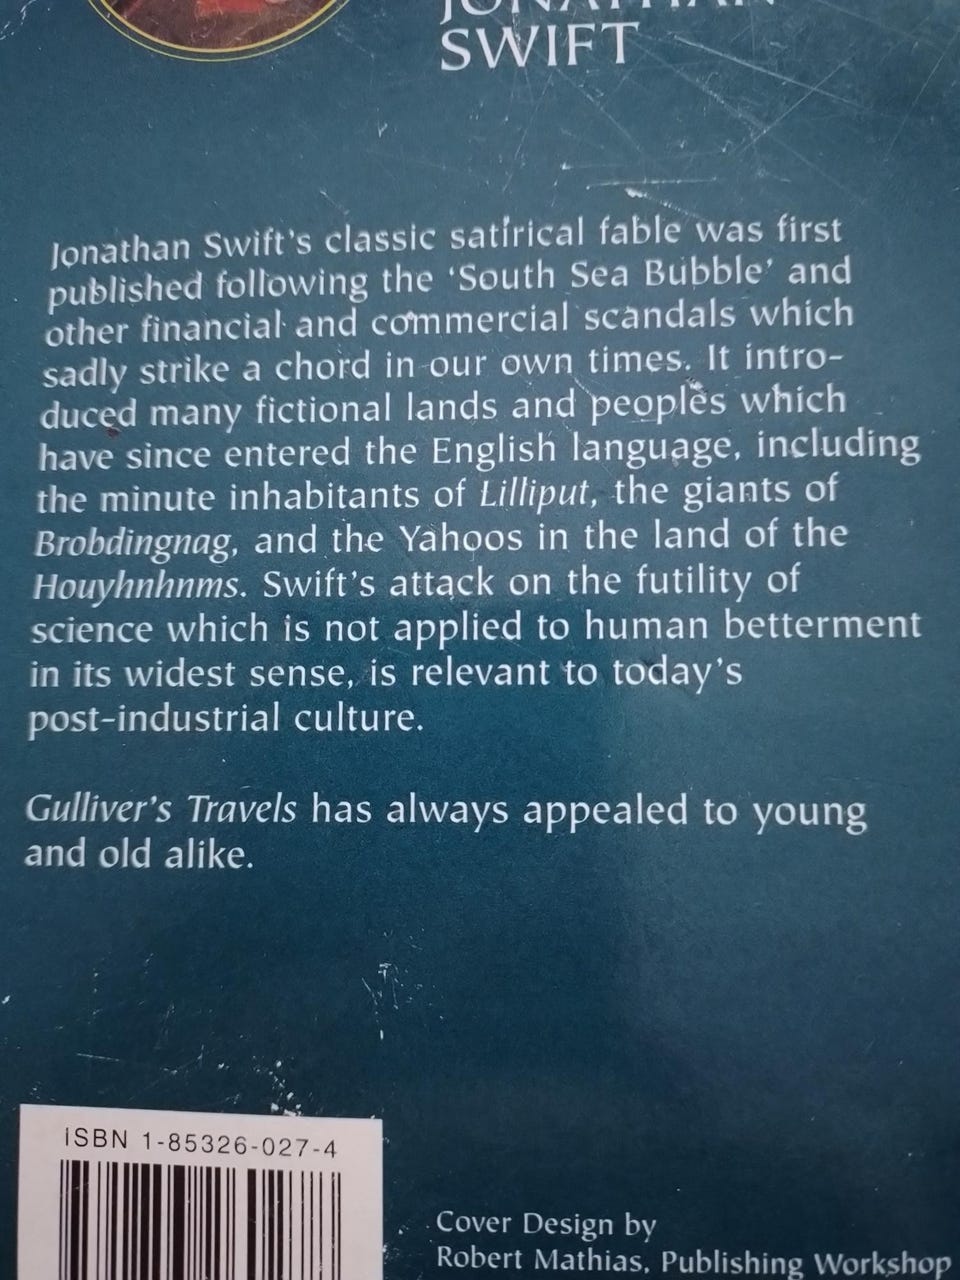 JONATHAN
SWIFT
Jonathan Swift's classic satirical fable was first
published following the 'South Sea Bubble' and
other financial and commercial scandals which
sadly strike a chord in our own times. It intro-
duced many fictional lands and peoples which
have since entered the English language, including
the minute inhabitants of Lilliput, the giants of
Brobdingnag, and the Yahoos in the land of the
Houyhnhnms. Swift's attack on the futility of
science which is not applied to human betterment
in its widest sense, is relevant to today's
post-industrial culture.
Gulliver's Travels has always appealed to young
and old alike.
ISBN 1-85326-027-4
Cover Design by
Robert Mathias, Publishing Workshop